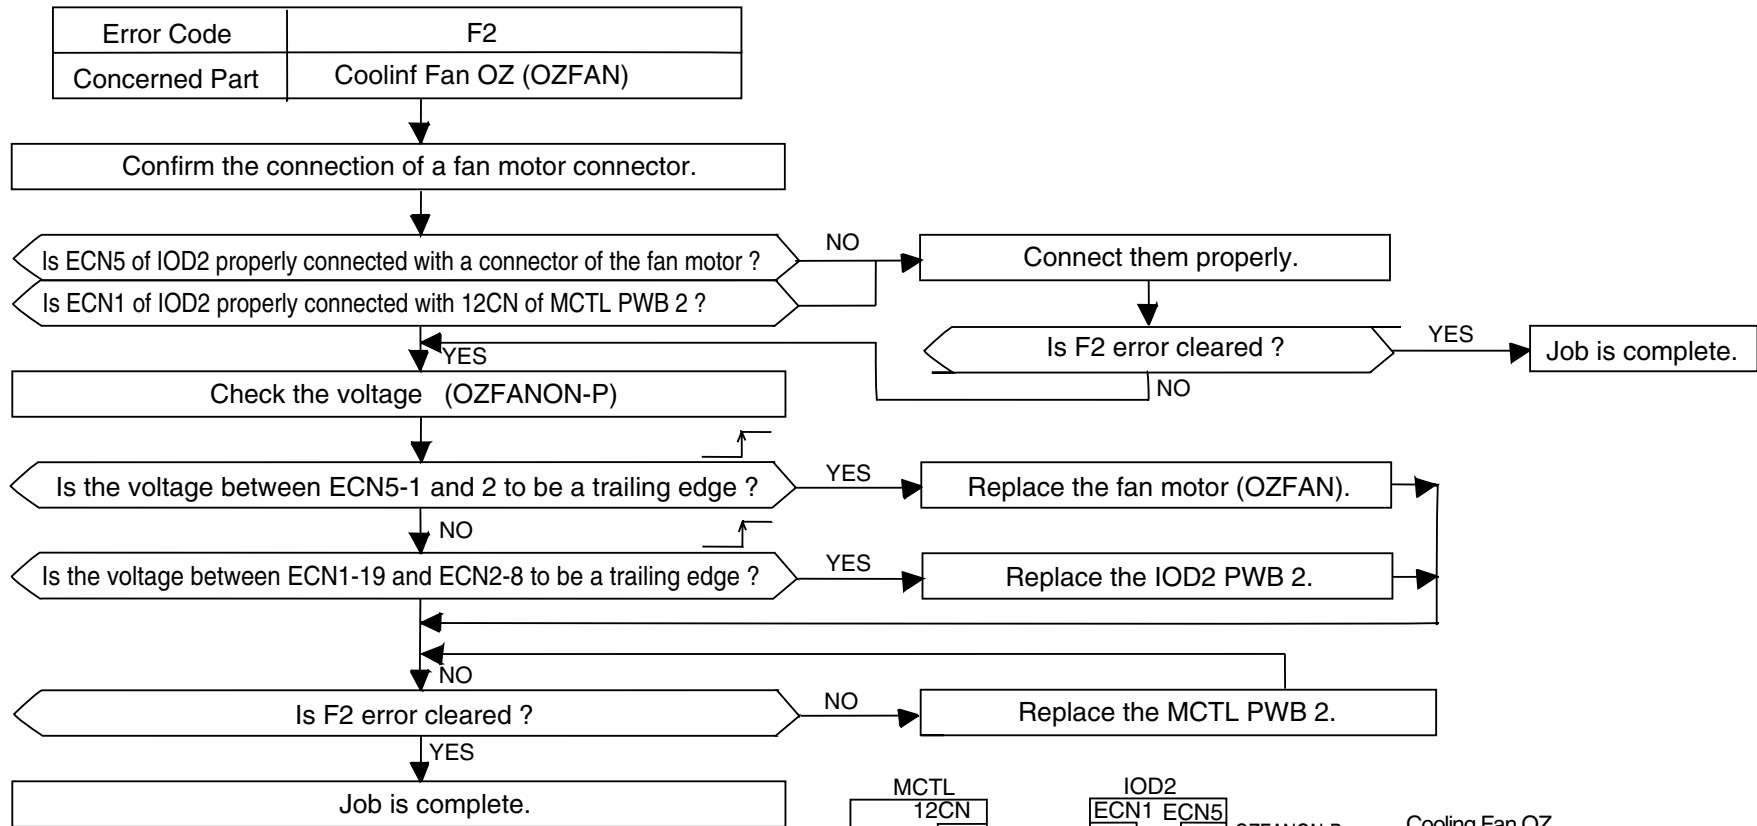 Error Code F2
Concerned Part Coolinf Fan OZ (OZFAN)
Confirm the connection of a fan motor connector.
Is ECN5 of IOD2 properly connected with a connector of the fan motor ?
NO
Connect them properly.
Is ECN1 of IOD2 properly connected with 12CN of MCTL PWB 2 ?
YES
Is F2 error cleared ?
YES
Job is complete.
NO
Check the voltage (OZFANON-P)
Is the voltage between ECN5-1 and 2 to be a trailing edge ?
YES
Replace the fan motor (OZFAN).
NO
Is the voltage between ECN1-19 and ECN2-8 to be a trailing edge ?
YES
Replace the IOD2 PWB 2.
NO
Is F2 error cleared ?
NO
Replace the MCTL PWB 2.
YES
Job is complete.
MCTL
12CN
IOD2
ECN1 ECN5
OZFANON-P
Cooling Fan OZ